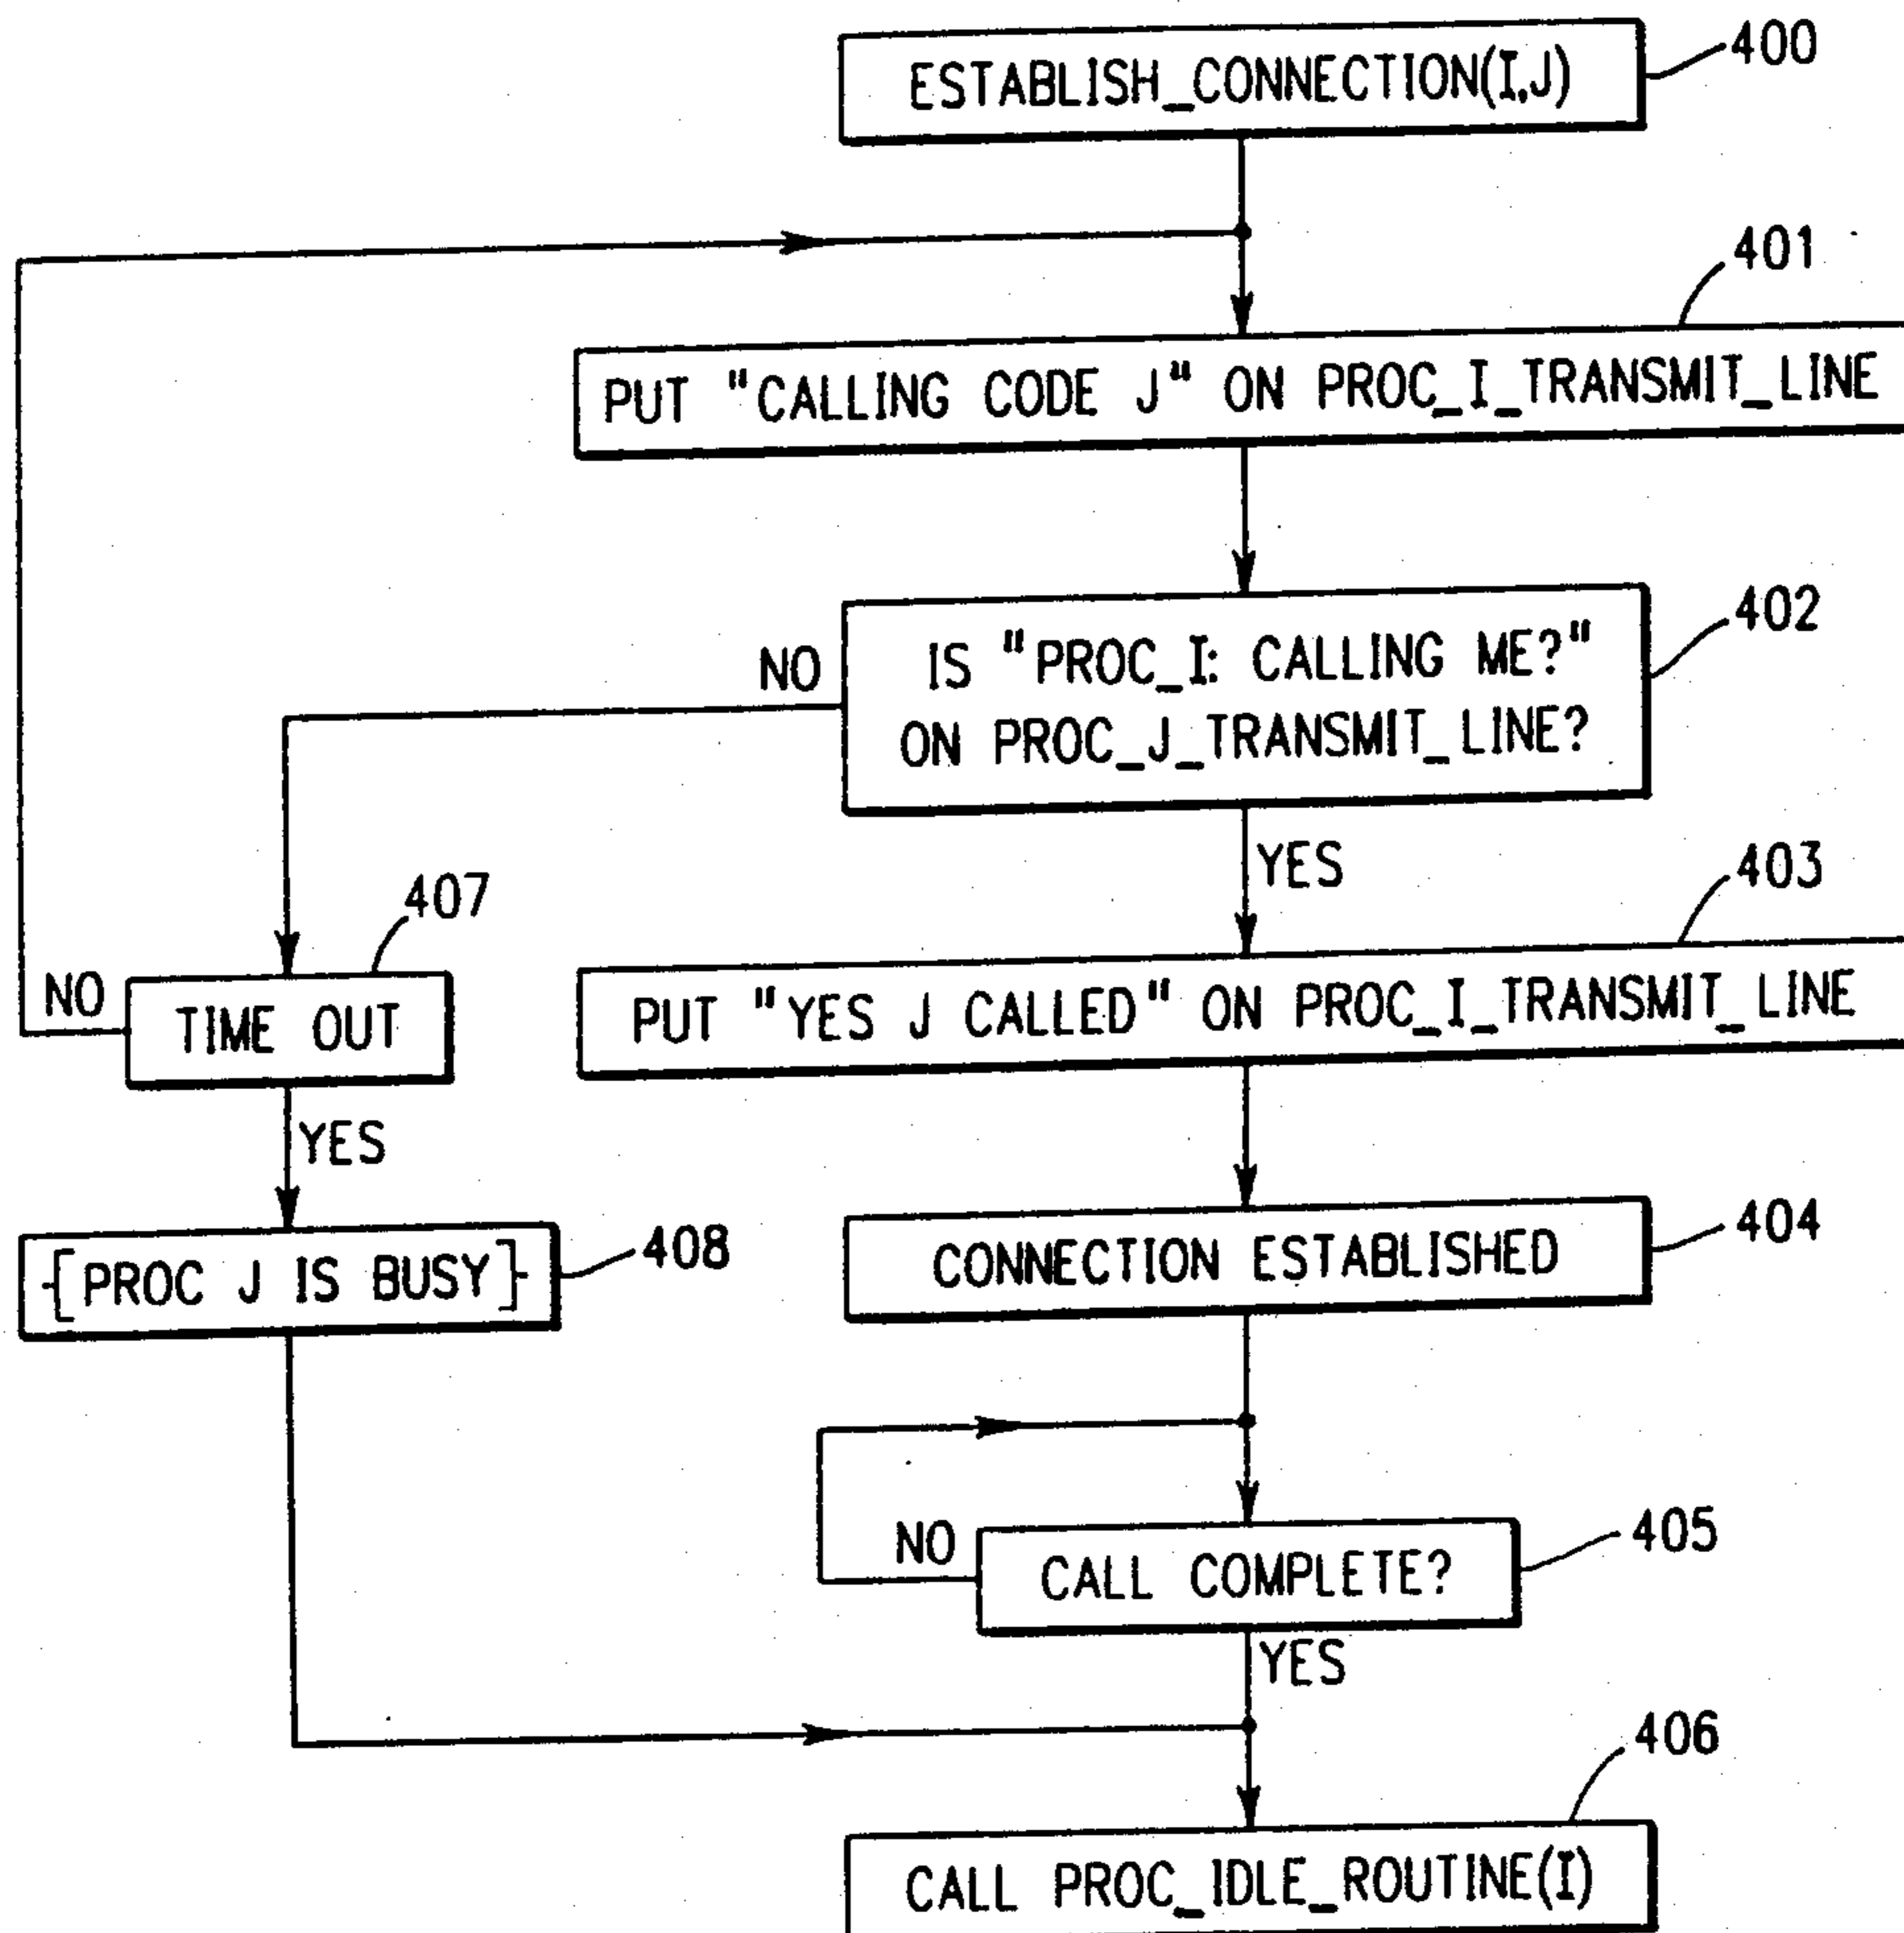 ESTABLISH_CONNECTION(I,J)
400
401
PUT "CALLING CODE J" ON PROC_I_TRANSMIT_LINE
402
NO
IS "PROC_I: CALLING ME?"
ON PROC_J_TRANSMIT_LINE?
YES
403
407
NO
TIME OUT
PUT "YES J CALLED" ON PROC_I_TRANSMIT_LINE
YES
404
408
{PROC J IS BUSY}
CONNECTION ESTABLISHED
405
NO
CALL COMPLETE?
YES
406
CALL PROC_IDLE_ROUTINE(I)